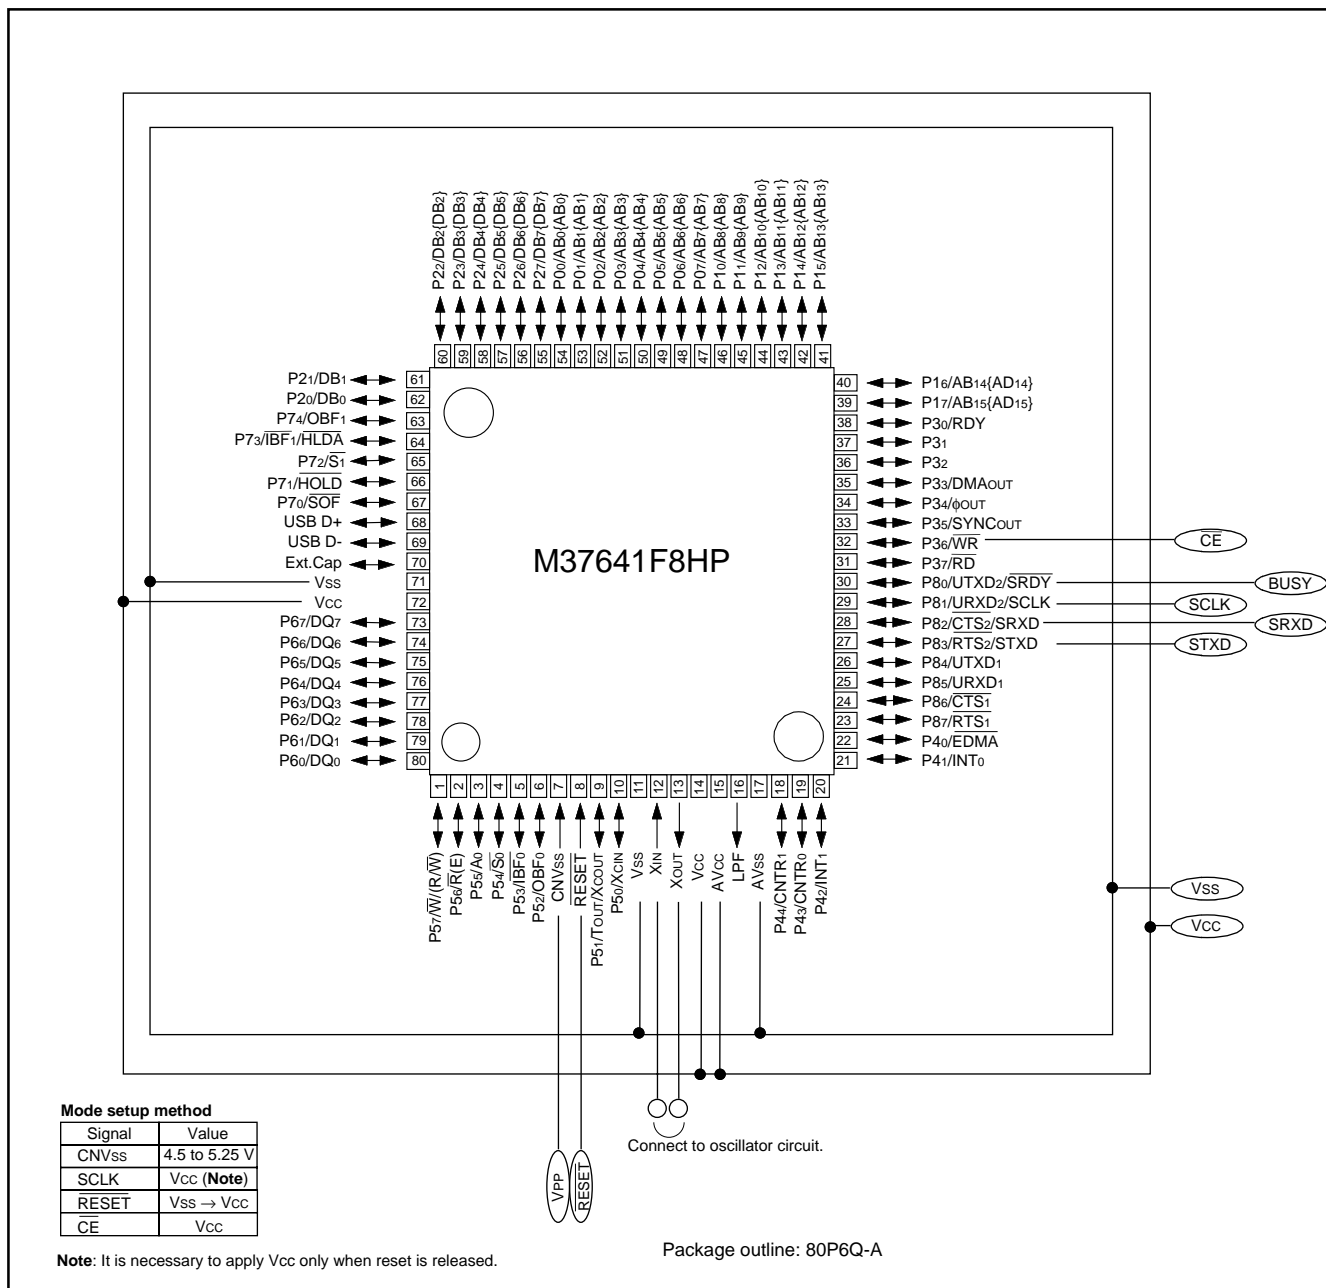 P22/DB2{DB2}
P23/DB3{DB3}
P24/DB4{DB4}
P25/DB5{DB5}
P26/DB6{DB6}
P27/DB7{DB7}
P00/AB0{AB0}
P01/AB1{AB1}
P02/AB2{AB2}
P03/AB3{AB3}
P04/AB4{AB4}
P05/AB5{AB5}
P06/AB6{AB6}
P07/AB7{AB7}
P10/AB8{AB8}
P11/AB9{AB9}
P12/AB10{AB10}
P13/AB11{AB11}
P14/AB12{AB12}
P15/AB13{AB13}
60 59 58 57 56 55 54 53 52 51 50 49 48 47 46 45 44 43 42 41
P21/DB1 61
P20/DB0 62
P74/OBF1 63
P73/IBF1/HLDA 64
P72/S1 65
P71/HOLD 66
P70/SOF 67
USB D+ 68
USB D- 69
Ext.Cap 70
Vss 71
Vcc 72
P67/DQ7 73
P66/DQ6 74
P65/DQ5 75
P64/DQ4 76
P63/DQ3 77
P62/DQ2 78
P61/DQ1 79
P60/DQ0 80
M37641F8HP
40 P16/AB14{AD14}
39 P17/AB15{AD15}
38 P30/RDY
37 P31
36 P32
35 P33/DMAOUT
34 P34/ϕOUT
33 P35/SYNCOUT
32 P36/WR CE
31 P37/RD
30 P80/UTXD2/SRDY BUSY
29 P81/URXD2/SCLK SCLK
28 P82/CTS2/SRXD SRXD
27 P83/RTS2/STXD STXD
26 P84/UTXD1
25 P85/URXD1
24 P86/CTS1
23 P87/RTS1
22 P40/EDMA
21 P41/INT0
1 2 3 4 5 6 7 8 9 10 11 12 13 14 15 16 17 18 19 20
P57/W/(R/W)
P56/R(E)
P55/A0
P54/S0
P53/IBF0
P52/OBF0
CNVss
RESET
P51/TOUT/XCOUT
P50/XCIN
Vss
XIN
XOUT
Vcc
AVcc
LPF
AVss
P44/CNTR1
P43/CNTR0
P42/INT1
Vss
Vcc
Connect to oscillator circuit.
VPP
RESET
Mode setup method
Signal Value
CNVss 4.5 to 5.25 V
SCLK Vcc (Note)
RESET Vss → Vcc
CE Vcc
Note: It is necessary to apply Vcc only when reset is released.
Package outline: 80P6Q-A